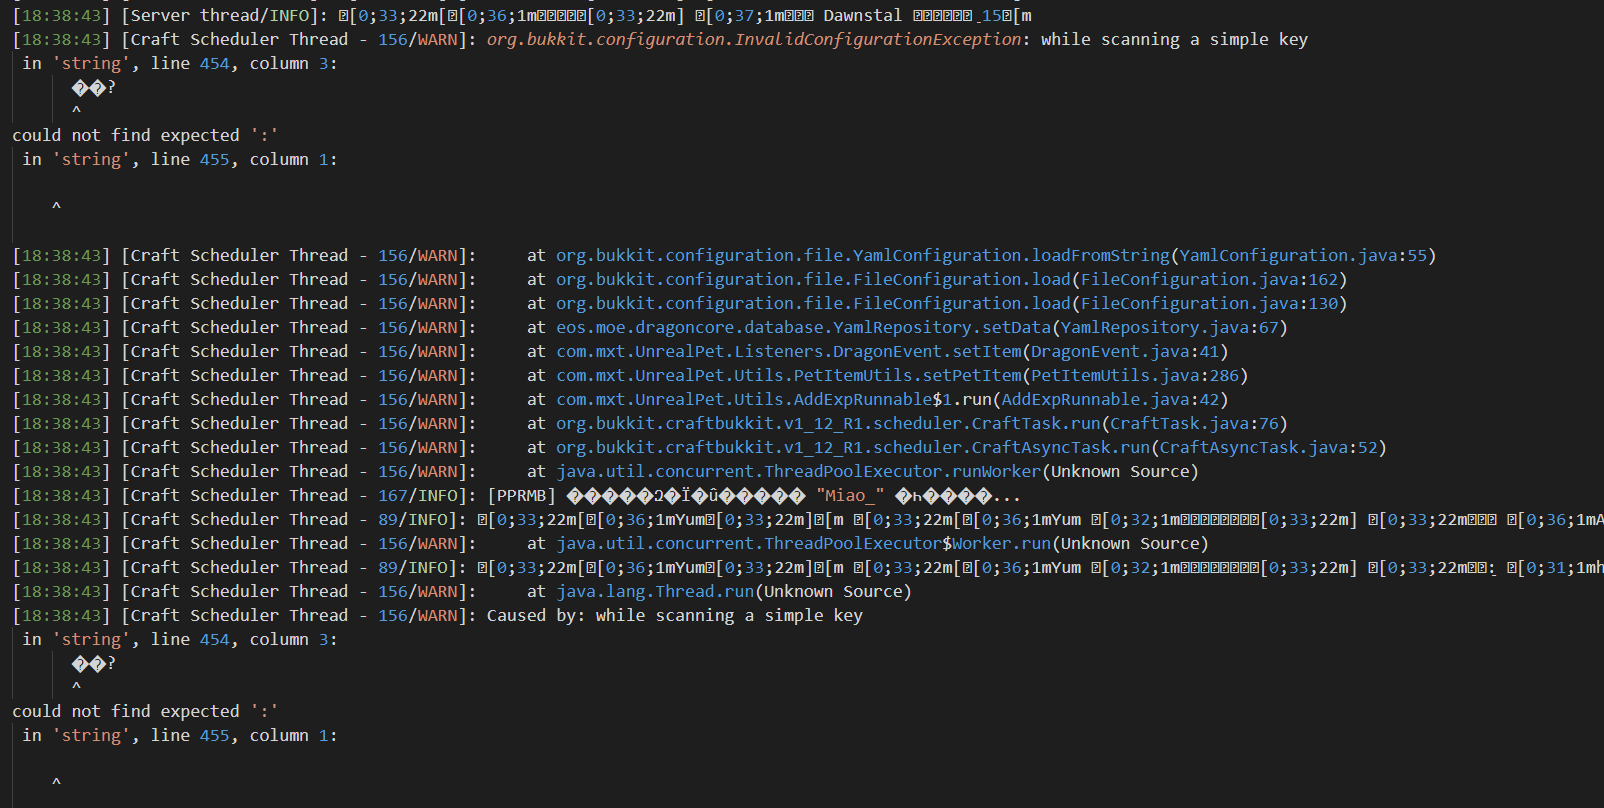 [18:38:43] [Server thread/INFO]: [0;33;22m[[0;36;1m[0;33;22m] [0;37;1m Dawnstal _15[m
[18:38:43] [Craft Scheduler Thread - 156/WARN]: org.bukkit.configuration.InvalidConfigurationException: while scanning a simple key
in 'string', line 454, column 3:
��?
^
could not find expected ':'
in 'string', line 455, column 1:
^
[18:38:43] [Craft Scheduler Thread - 156/WARN]: at org.bukkit.configuration.file.YamlConfiguration.loadFromString(YamlConfiguration.java:55)
[18:38:43] [Craft Scheduler Thread - 156/WARN]: at org.bukkit.configuration.file.FileConfiguration.load(FileConfiguration.java:162)
[18:38:43] [Craft Scheduler Thread - 156/WARN]: at org.bukkit.configuration.file.FileConfiguration.load(FileConfiguration.java:130)
[18:38:43] [Craft Scheduler Thread - 156/WARN]: at eos.moe.dragoncore.database.YamlRepository.setData(YamlRepository.java:67)
[18:38:43] [Craft Scheduler Thread - 156/WARN]: at com.mxt.UnrealPet.Listeners.DragonEvent.setItem(DragonEvent.java:41)
[18:38:43] [Craft Scheduler Thread - 156/WARN]: at com.mxt.UnrealPet.Utils.PetItemUtils.setPetItem(PetItemUtils.java:286)
[18:38:43] [Craft Scheduler Thread - 156/WARN]: at com.mxt.UnrealPet.Utils.AddExpRunnable$1.run(AddExpRunnable.java:42)
[18:38:43] [Craft Scheduler Thread - 156/WARN]: at org.bukkit.craftbukkit.v1_12_R1.scheduler.CraftTask.run(CraftTask.java:76)
[18:38:43] [Craft Scheduler Thread - 156/WARN]: at org.bukkit.craftbukkit.v1_12_R1.scheduler.CraftAsyncTask.run(CraftAsyncTask.java:52)
[18:38:43] [Craft Scheduler Thread - 156/WARN]: at java.util.concurrent.ThreadPoolExecutor.runWorker(Unknown Source)
[18:38:43] [Craft Scheduler Thread - 167/INFO]: [PPRMB] �����շ�Ï�û����� "Miao_" �ի����...
[18:38:43] [Craft Scheduler Thread - 89/INFO]: [0;33;22m[[0;36;1mYum[0;33;22m][m [0;33;22m[[0;36;1mYum [0;32;1m[0;33;22m] [0;33;22m [0;36;1mA
[18:38:43] [Craft Scheduler Thread - 156/WARN]: at java.util.concurrent.ThreadPoolExecutor$Worker.run(Unknown Source)
[18:38:43] [Craft Scheduler Thread - 89/INFO]: [0;33;22m[[0;36;1mYum[0;33;22m][m [0;33;22m[[0;36;1mYum [0;32;1m[0;33;22m] [0;33;22m: [0;31;1mh
[18:38:43] [Craft Scheduler Thread - 156/WARN]: at java.lang.Thread.run(Unknown Source)
[18:38:43] [Craft Scheduler Thread - 156/WARN]: Caused by: while scanning a simple key
in 'string', line 454, column 3:
��?
^
could not find expected ':'
in 'string', line 455, column 1:
^